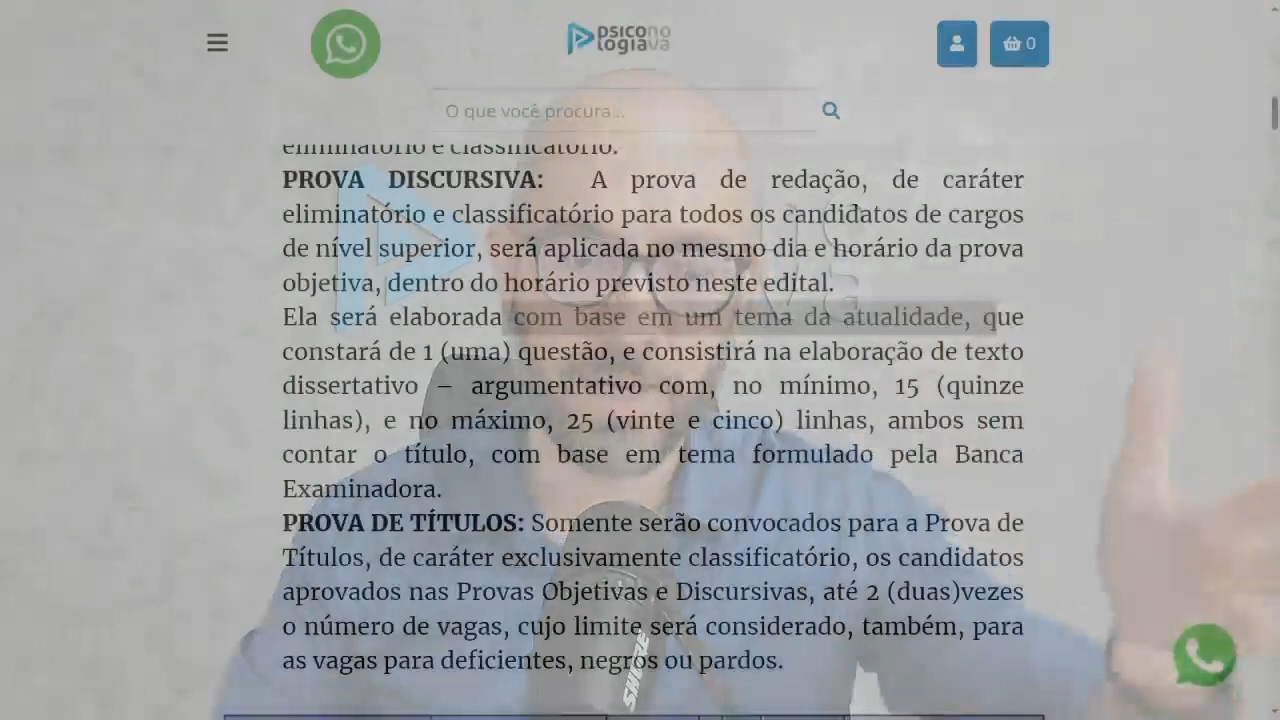 psicono
logiava
0
O que você procura...
eliminatório e classificatório.
PROVA DISCURSIVA: A prova de redação, de caráter
eliminatório e classificatório para todos os candidatos de cargos
de nível superior, será aplicada no mesmo dia e horário da prova
objetiva, dentro do horário previsto neste edital.
Ela será elaborada com base em um tema da atualidade, que
constará de 1 (uma) questão, e consistirá na elaboração de texto
dissertativo – argumentativo com, no mínimo, 15 (quinze
linhas), e no máximo, 25 (vinte e cinco) linhas, ambos sem
contar o título, com base em tema formulado pela Banca
Examinadora.
PROVA DE TÍTULOS: Somente serão convocados para a Prova de
Títulos, de caráter exclusivamente classificatório, os candidatos
aprovados nas Provas Objetivas e Discursivas, até 2 (duas)vezes
o número de vagas, cujo limite será considerado, também, para
as vagas para deficientes, negros ou pardos.
SHURE